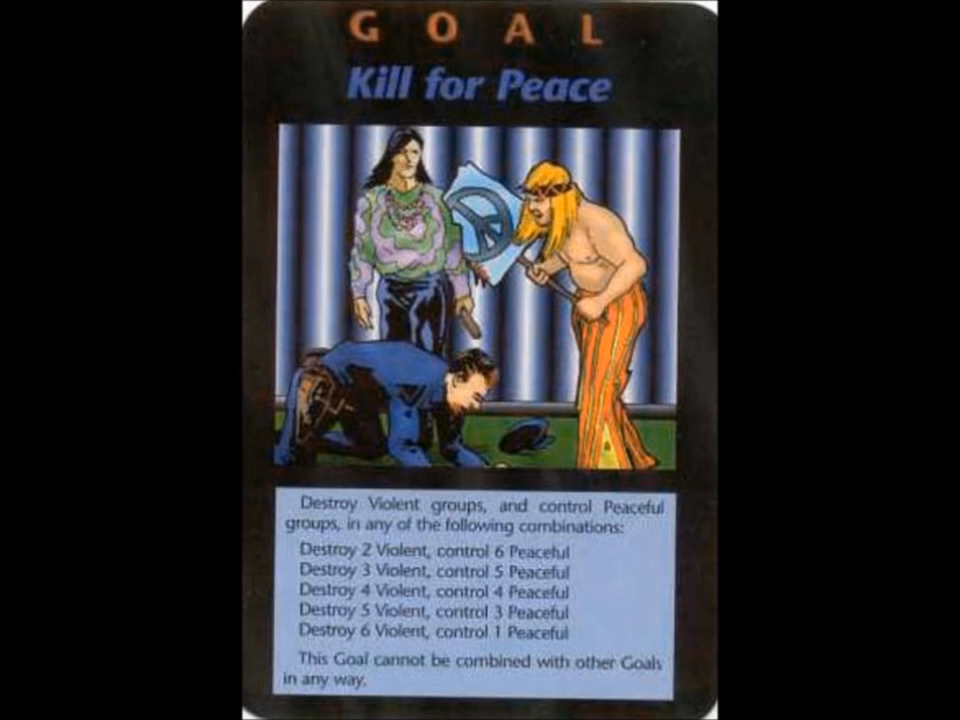 GOAL
Kill for Peace
Destroy Violent groups, and control Peaceful
groups, in any of the following combinations:
Destroy 2 Violent, control 6 Peaceful
Destroy 3 Violent, control 5 Peaceful
Destroy 4 Violent, control 4 Peaceful
Destroy 5 Violent, control 3 Peaceful
Destroy 6 Violent, control 1 Peaceful
This Goal cannot be combined with other Goals
in any way.